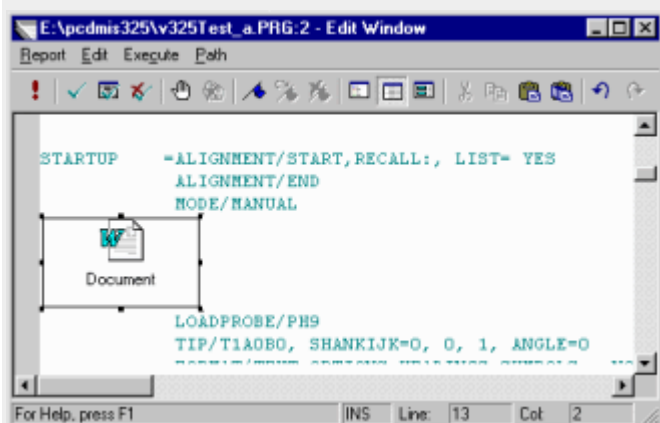 E:\pcdmis325\v325Test_a.PRG:2 - Edit Window
Report Edit Execute Path
STARTUP =ALIGNMENT/START,RECALL:, LIST= YES
ALIGNMENT/END
MODE/MANUAL
Document
LOADPROBE/PH9
TIP/T1A0B0, SHANKIJK=0, 0, 1, ANGLE=0
For Help, press F1 INS Line: 13 Col: 2